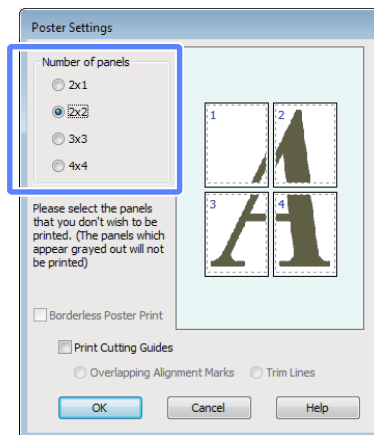 Poster Settings
Number of panels
2x1
2x2
3x3
4x4
1 2
3 4
Please select the panels
that you don't wish to be
printed. (The panels which
appear grayed out will not
be printed)
Borderless Poster Print
Print Cutting Guides
Overlapping Alignment Marks Trim Lines
OK Cancel Help